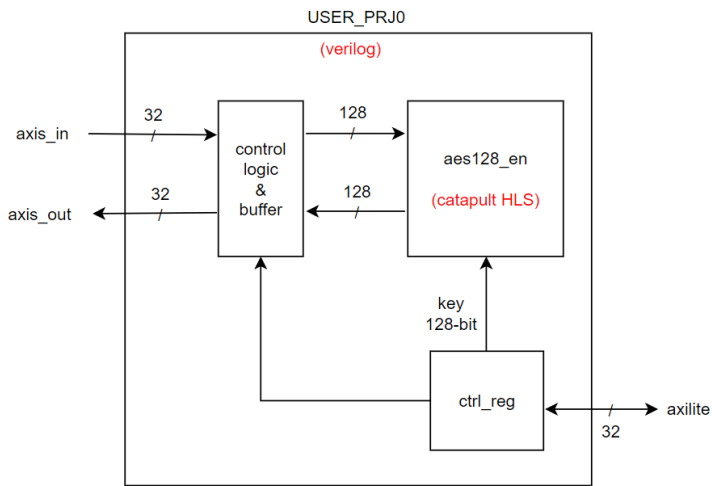 USER_PRJ0
(verilog)
axis_in
32
control
logic
&
buffer
128
aes128_en
(catapult HLS)
axis_out
32
128
key
128-bit
ctrl_reg
axilite
32